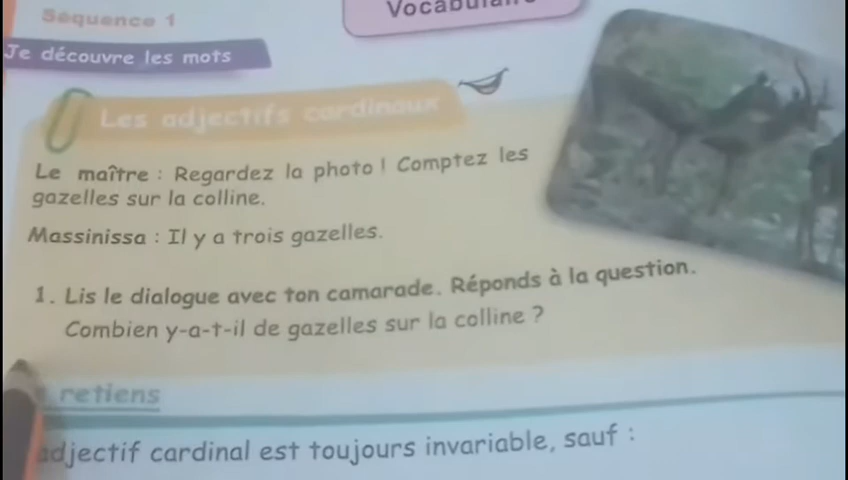 Séquence 1
Vocabulaire
Je découvre les mots
Les adjectifs cardinaux
Le maître : Regardez la photo ! Comptez les
gazelles sur la colline.
Massinissa : Il y a trois gazelles.
1. Lis le dialogue avec ton camarade. Réponds à la question.
Combien y-a-t-il de gazelles sur la colline ?
retiens
adjectif cardinal est toujours invariable, sauf :